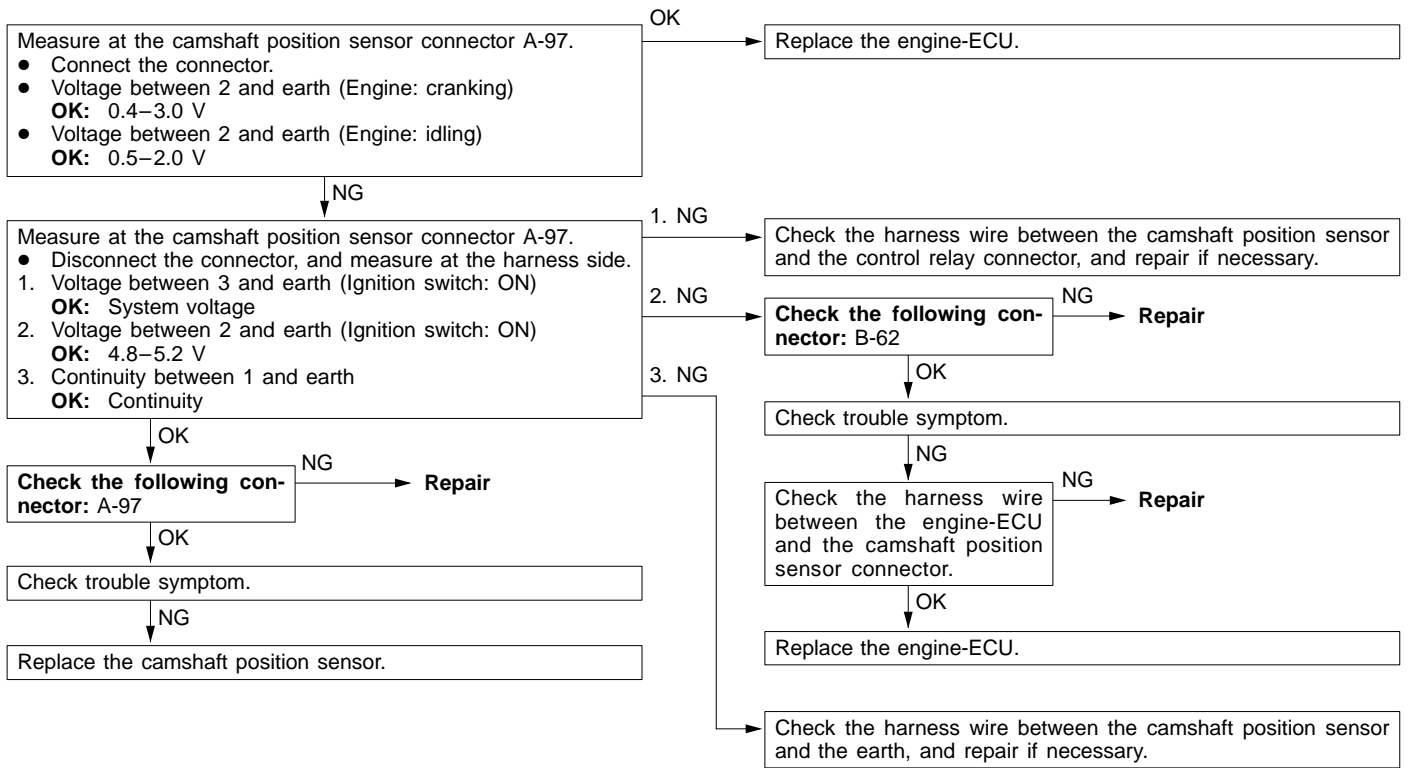 Measure at the camshaft position sensor connector A-97.
● Connect the connector.
● Voltage between 2 and earth (Engine: cranking)
OK: 0.4–3.0 V
● Voltage between 2 and earth (Engine: idling)
OK: 0.5–2.0 V
OK
Replace the engine-ECU.
NG
Measure at the camshaft position sensor connector A-97.
● Disconnect the connector, and measure at the harness side.
1. Voltage between 3 and earth (Ignition switch: ON)
OK: System voltage
2. Voltage between 2 and earth (Ignition switch: ON)
OK: 4.8–5.2 V
3. Continuity between 1 and earth
OK: Continuity
1. NG
Check the harness wire between the camshaft position sensor
and the control relay connector, and repair if necessary.
2. NG
Check the following con-
nector: B-62
NG
Repair
OK
Check trouble symptom.
NG
Check the harness wire
between the engine-ECU
and the camshaft position
sensor connector.
NG
Repair
OK
Replace the engine-ECU.
3. NG
Check the harness wire between the camshaft position sensor
and the earth, and repair if necessary.
OK
Check the following con-
nector: A-97
NG
Repair
OK
Check trouble symptom.
NG
Replace the camshaft position sensor.